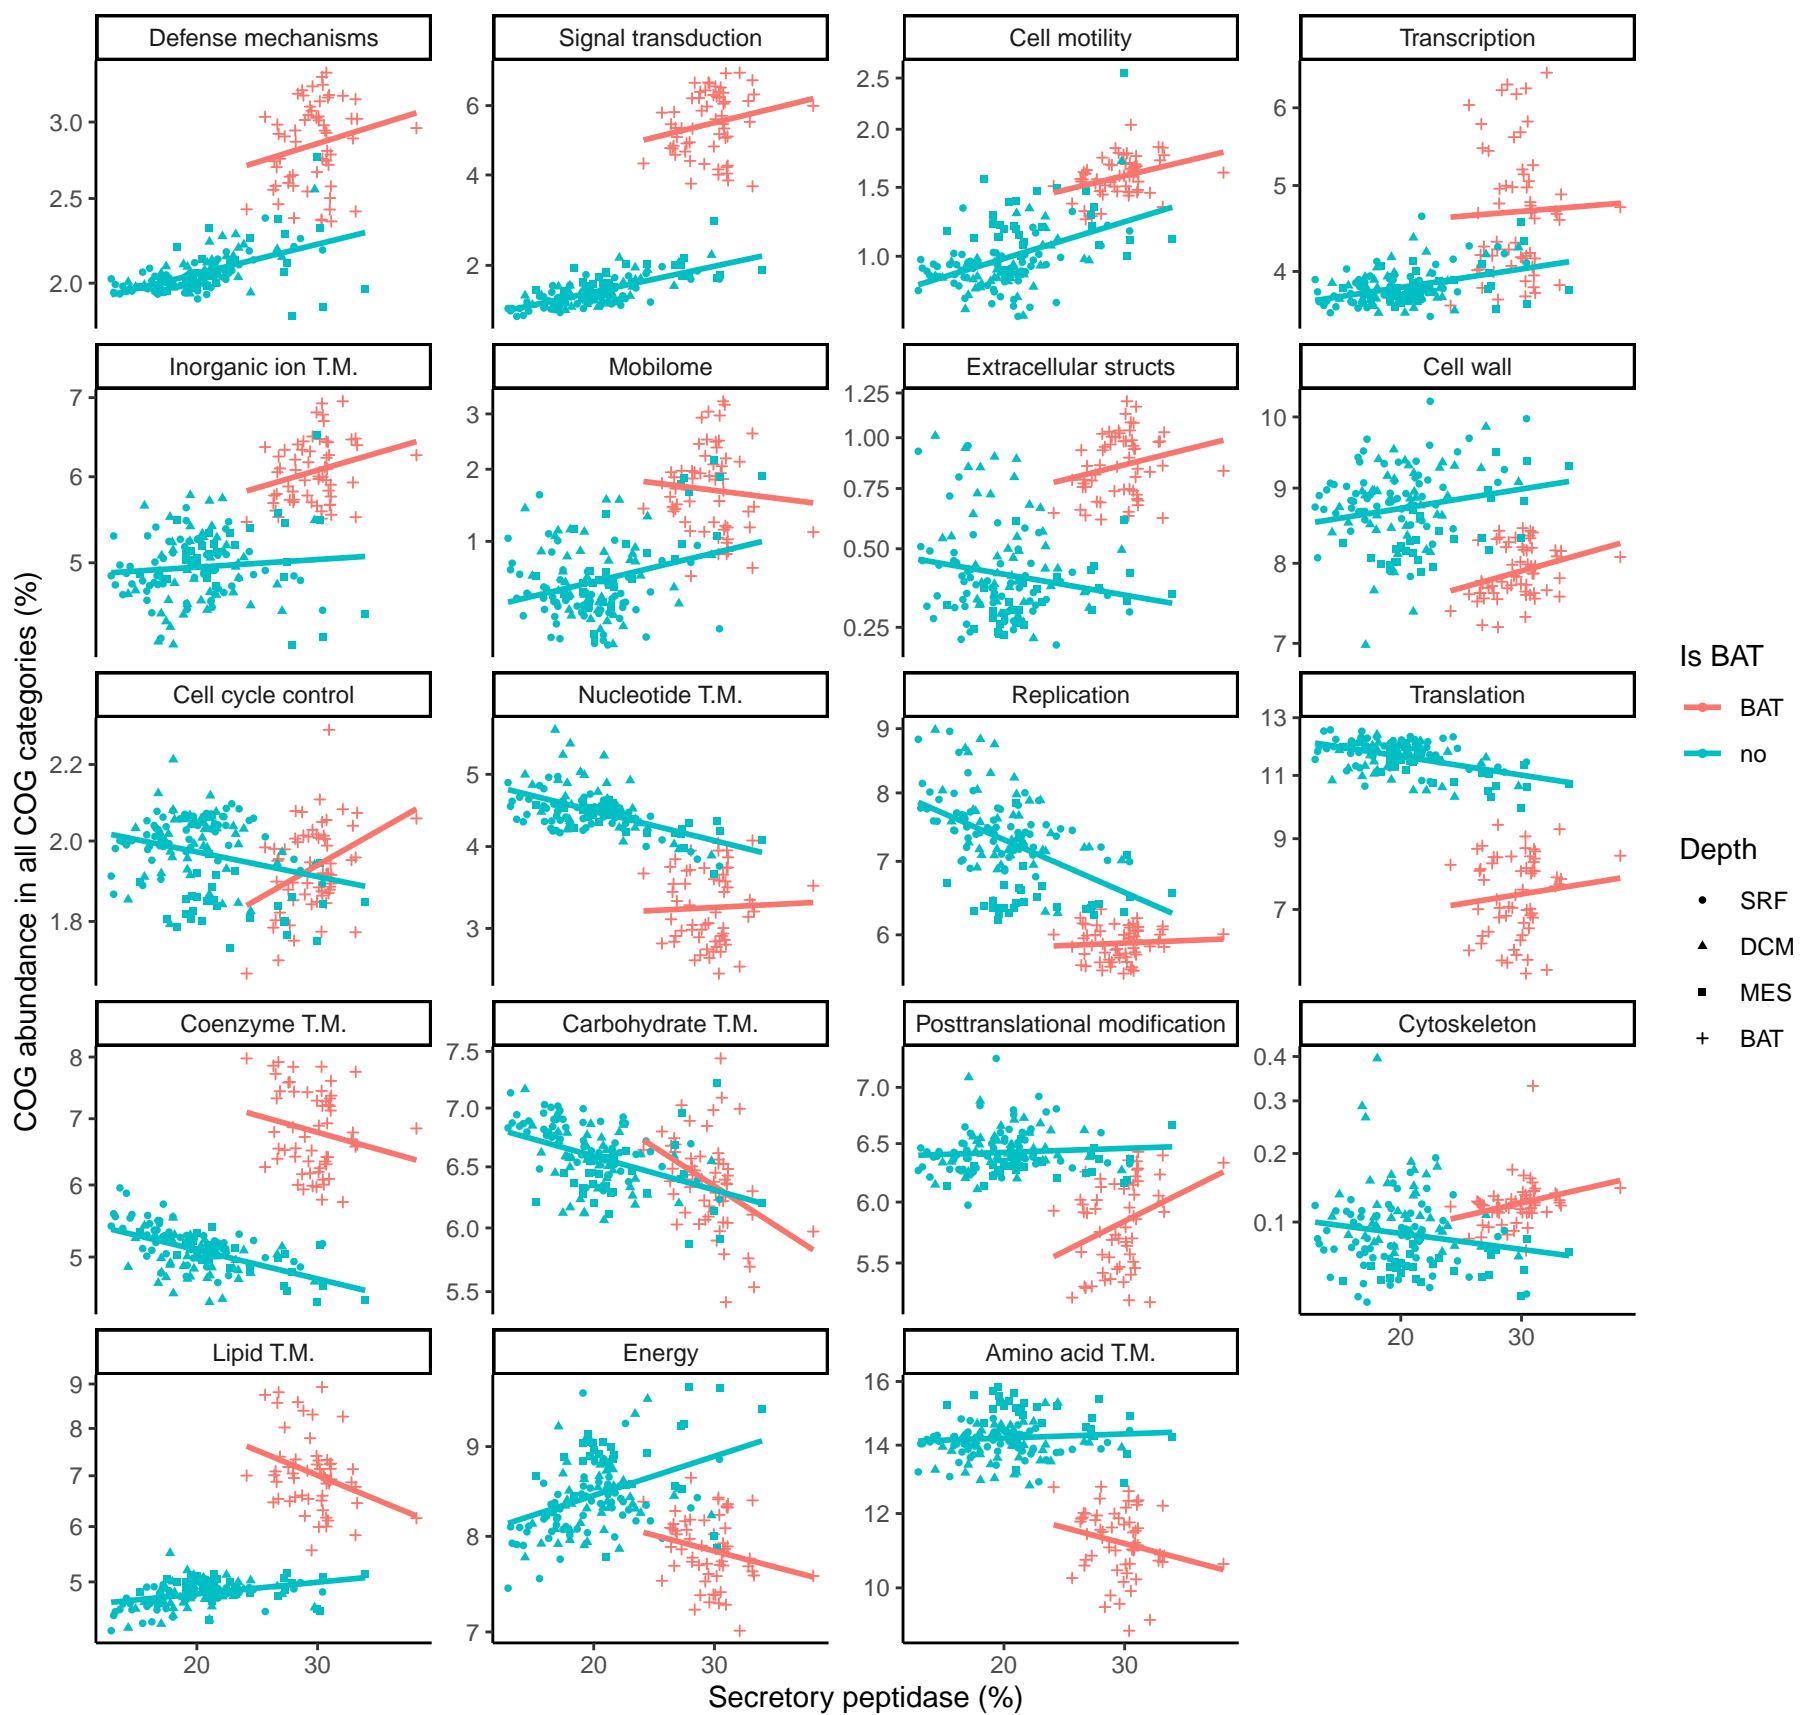 Defense mechanisms
Signal transduction
Cell motility
Transcription
3.0
2.5
2.0
6
4
2
2.5
2.0
1.5
1.0
6
5
4
Inorganic ion T.M.
Mobilome
Extracellular structs
Cell wall
7
6
5
3
2
1
1.25
1.00
0.75
0.50
0.25
10
9
8
7
Cell cycle control
Nucleotide T.M.
Replication
Translation
2.2
2.0
1.8
5
4
3
9
8
7
6
13
11
9
7
Coenzyme T.M.
Carbohydrate T.M.
Posttranslational modification
Cytoskeleton
8
7
6
5
7.5
7.0
6.5
6.0
5.5
7.0
6.5
6.0
5.5
0.4
0.3
0.2
0.1
20
30
Lipid T.M.
Energy
Amino acid T.M.
9
8
7
6
5
9
8
7
16
14
12
10
20
30
20
30
20
30
Secretory peptidase (%)
COG abundance in all COG categories (%)
Is BAT
BAT
no
Depth
SRF
DCM
MES
BAT